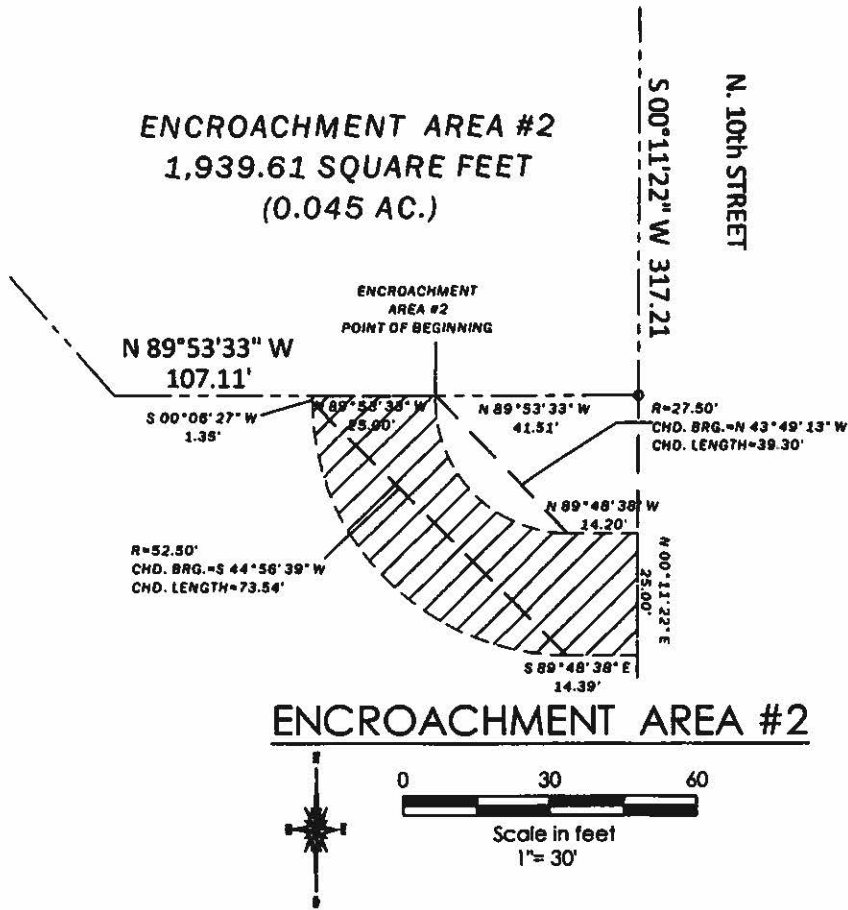 ENCROACHMENT AREA #2
1,939.61 SQUARE FEET
(0.045 AC.)
N. 10th STREET
S 00°11'22" W 317.21
ENCROACHMENT
AREA #2
POINT OF BEGINNING
N 89°53'33" W
107.11'
S 00°06'27" W
1.35'
N 89°53'33" W
25.00'
N 89°53'33" W
41.51'
R=27.50'
CHD. BRG.=N 43°49'13" W
CHD. LENGTH=39.30'
N 89°48'38" W
14.20'
N 00°11'22" E
25.00'
R=52.50'
CHD. BRG.=S 44°56'39" W
CHD. LENGTH=73.54'
S 89°48'38" E
14.39'
ENCROACHMENT AREA #2
0 30 60
Scale in feet
1"= 30'